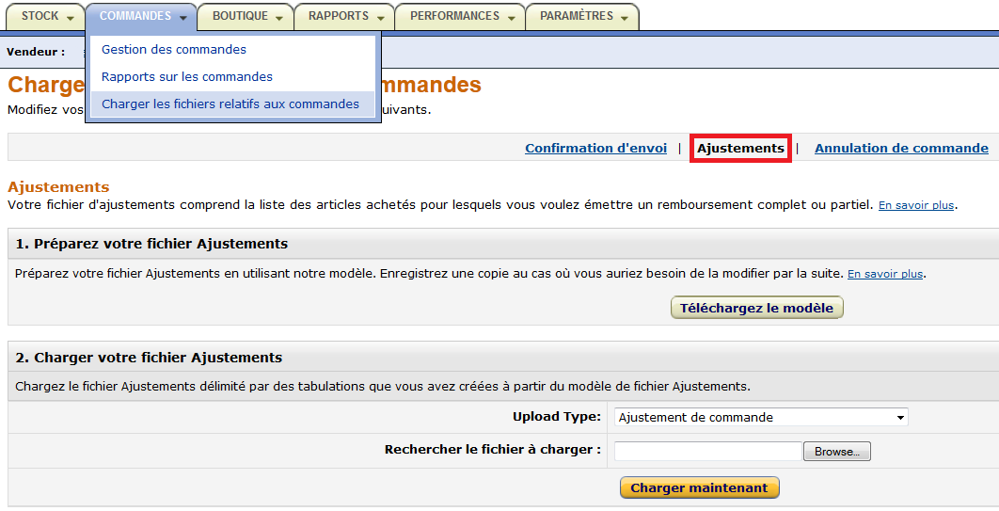 STOCK COMMANDES BOUTIQUE RAPPORTS PERFORMANCES PARAMÈTRES
Vendeur :
Gestion des commandes
Rapports sur les commandes
Charger les fichiers relatifs aux commandes
Charge mmandes
Modifiez vos uivants.
Confirmation d'envoi | Ajustements | Annulation de commande
Ajustements
Votre fichier d'ajustements comprend la liste des articles achetés pour lesquels vous voulez émettre un remboursement complet ou partiel. En savoir plus.
1. Préparez votre fichier Ajustements
Préparez votre fichier Ajustements en utilisant notre modèle. Enregistrez une copie au cas où vous auriez besoin de la modifier par la suite. En savoir plus.
Téléchargez le modèle
2. Charger votre fichier Ajustements
Chargez le fichier Ajustements délimité par des tabulations que vous avez créées à partir du modèle de fichier Ajustements.
Upload Type: Ajustement de commande
Rechercher le fichier à charger : Browse...
Charger maintenant